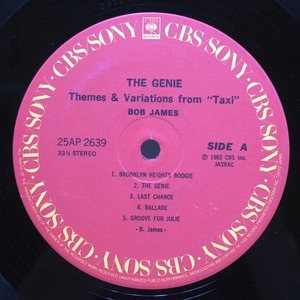 THE GENIE
Themes & Variations from "Taxi"
BOB JAMES
25AP 2639
33⅓ STEREO
SIDE A
Ⓟ 1983 CBS Inc.
JASRAC
1. BROOKLYN HEIGHTS BOOGIE
2. THE GENIE
3. LAST CHANCE
4. BALLADE
5. GROOVE FOR JULIE
-B. James-
CBS SONY · CBS SONY · CBS SONY · CBS SONY · CBS SONY · CBS SONY